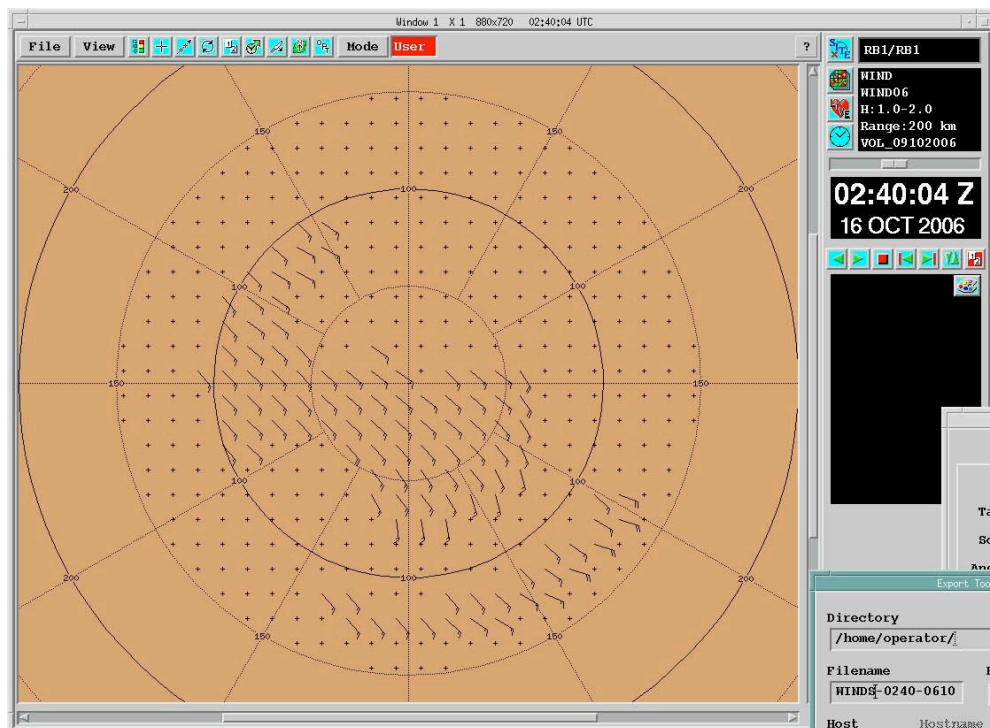 Window 1 X 1 880x720 02:40:04 UTC
File View Mode User ?
RB1/RB1
WIND
WIND06
H:1.0-2.0
Range:200 km
VOL_09102006
02:40:04 Z
16 OCT 2006
150 150
200 100 200
100 100
150 150
100 100
200 100 200
150 150
Export Too
Directory
/home/operator/
Filename
WINDS-0240-0610
Host Hostname